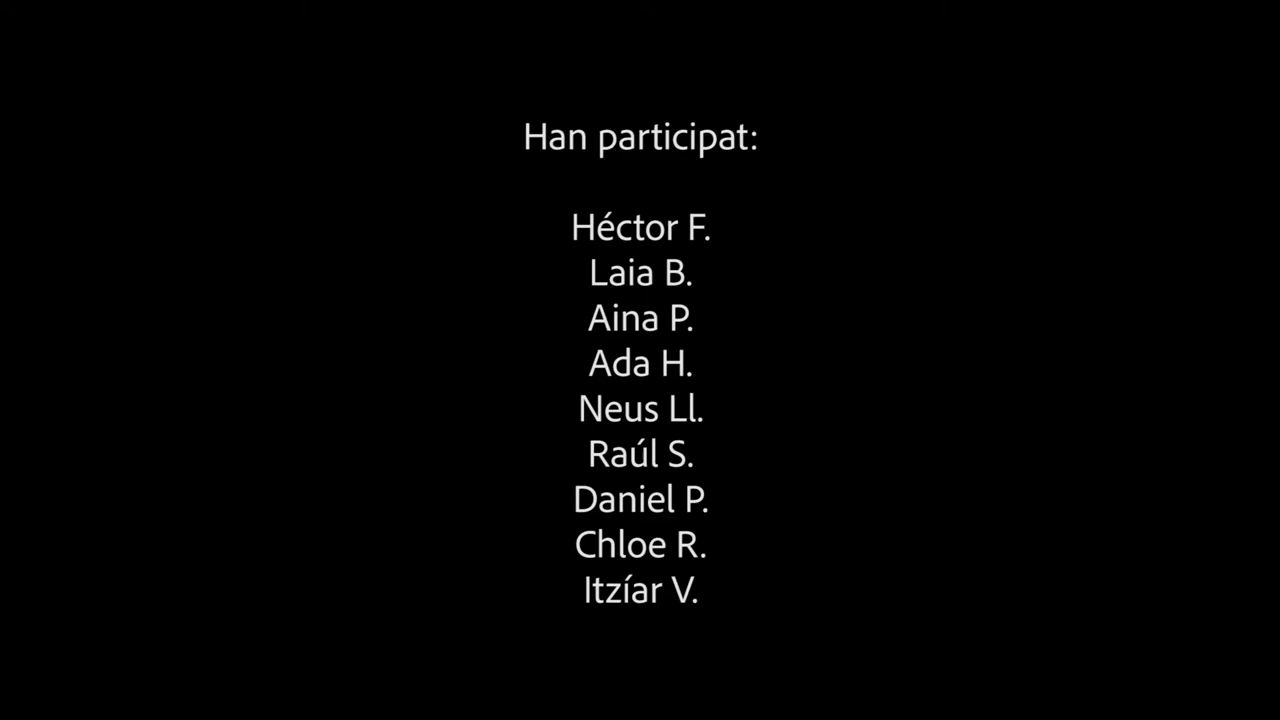 Han participat:
Héctor F.
Laia B.
Aina P.
Ada H.
Neus Ll.
Raúl S.
Daniel P.
Chloe R.
Itzíar V.